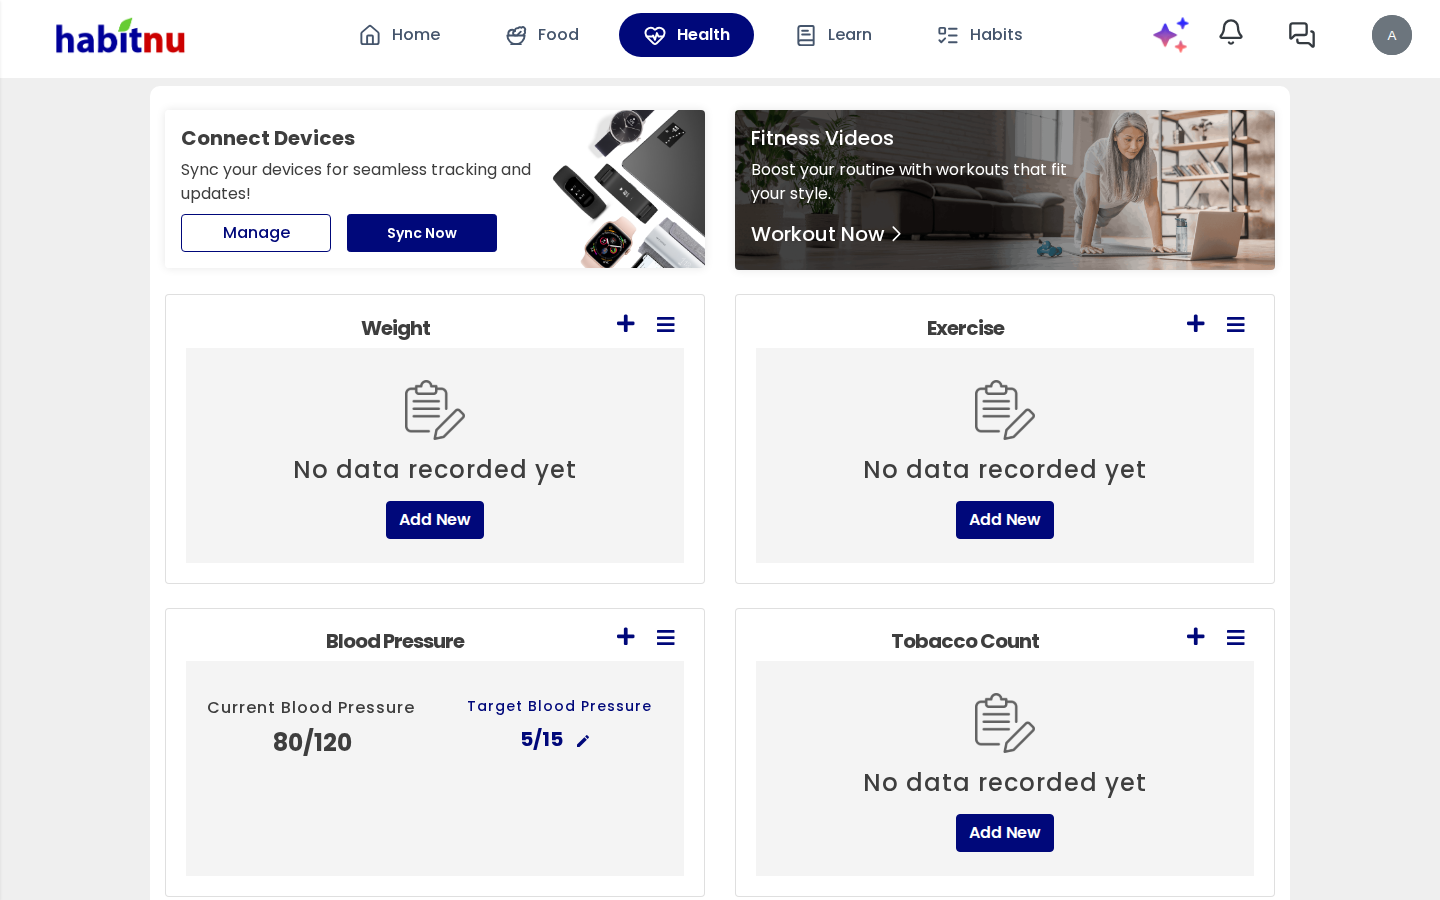 habitnu
Home
Food
Health
Learn
Habits
A
Connect Devices
Sync your devices for seamless tracking and
updates!
Manage
Sync Now
Fitness Videos
Boost your routine with workouts that fit
your style.
Workout Now
Weight
No data recorded yet
Add New
Exercise
No data recorded yet
Add New
Blood Pressure
Current Blood Pressure
80/120
Target Blood Pressure
5/15
Tobacco Count
No data recorded yet
Add New